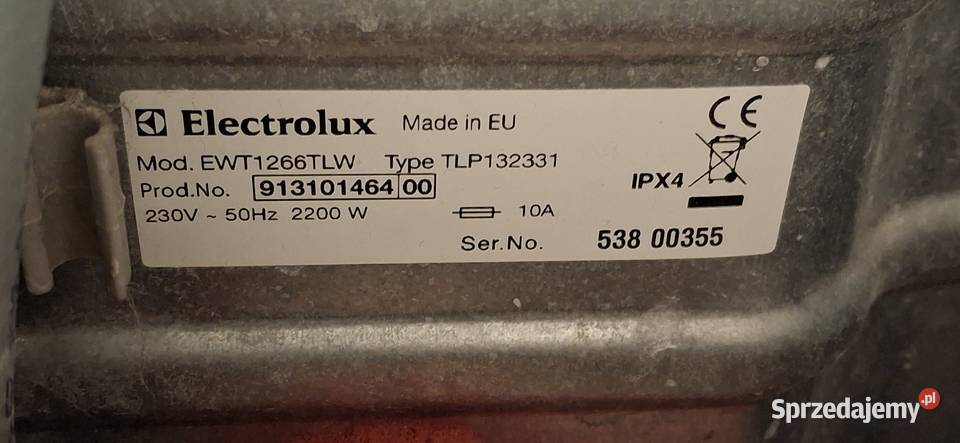 Electrolux Made in EU
Mod. EWT1266TLW Type TLP132331
Prod.No. 913101464 00
230V ~ 50Hz 2200 W 10A
Ser.No. 538 00355
CE
IPX4
Sprzedajemy.pl